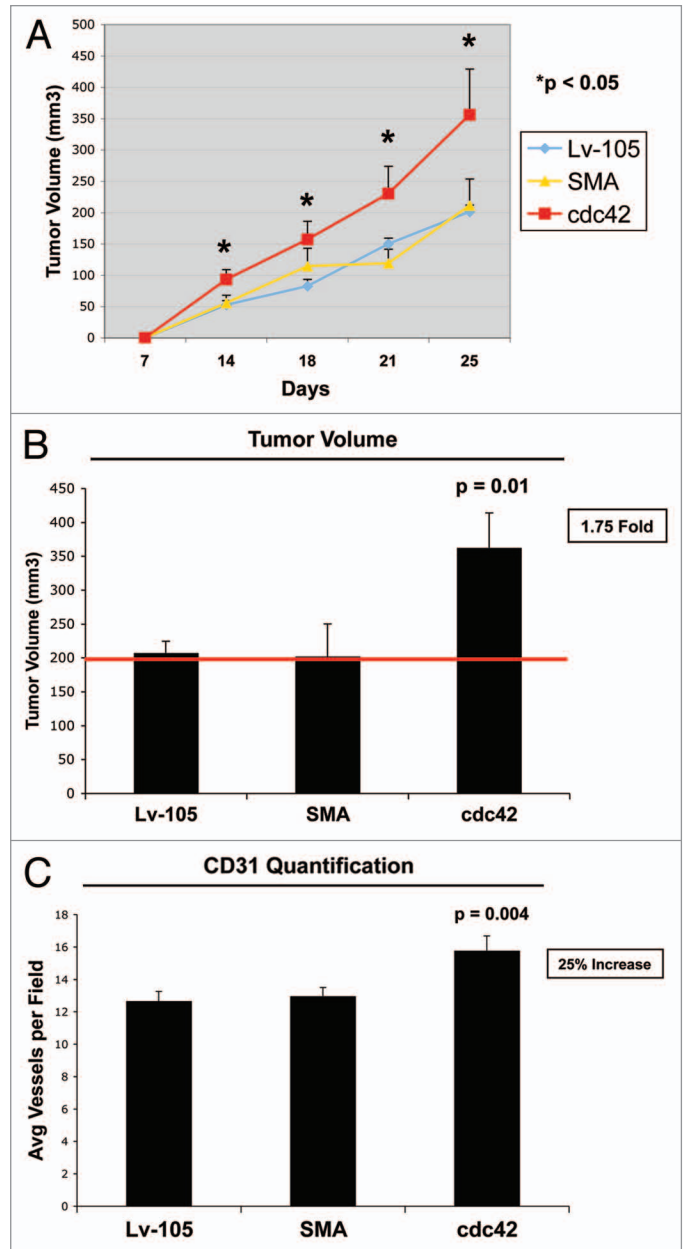 A
Tumor Volume (mm3)
500
450
400
350
300
250
200
150
100
50
0
* * * *
7 14 18 21 25
Days
*p < 0.05
Lv-105
SMA
cdc42
B
Tumor Volume
Tumor Volume (mm3)
450
400
350
300
250
200
150
100
50
0
p = 0.01
1.75 Fold
Lv-105 SMA cdc42
C
CD31 Quantification
Avg Vessels per Field
18
16
14
12
10
8
6
4
2
0
p = 0.004
25% Increase
Lv-105 SMA cdc42